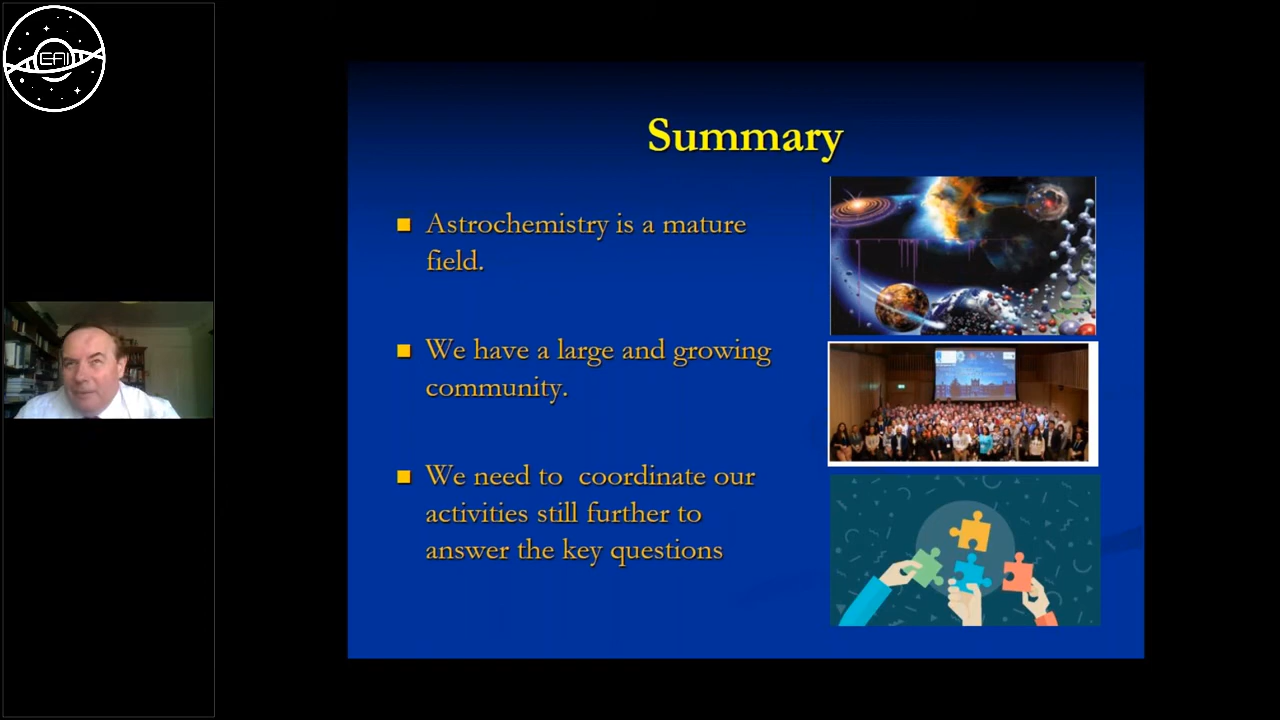 EAI
Summary
Astrochemistry is a mature
field.
We have a large and growing
community.
We need to  coordinate our
activities still further to
answer the key questions